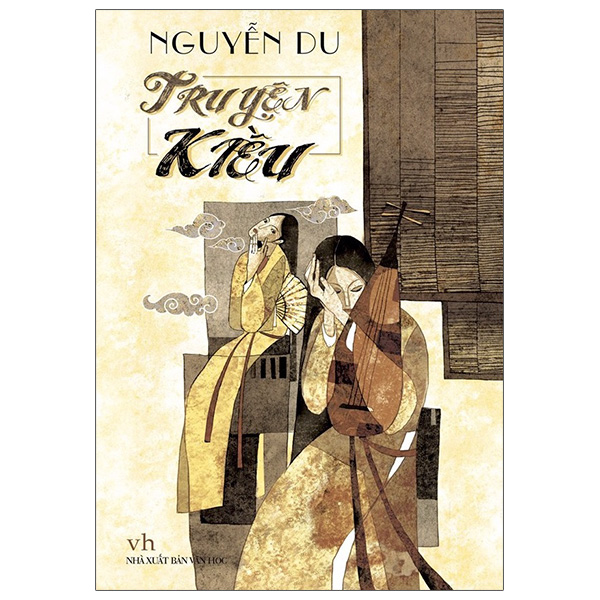 NGUYỄN DU
TRUYỆN
KIỀU
vh
NHÀ XUẤT BẢN VĂN HỌC